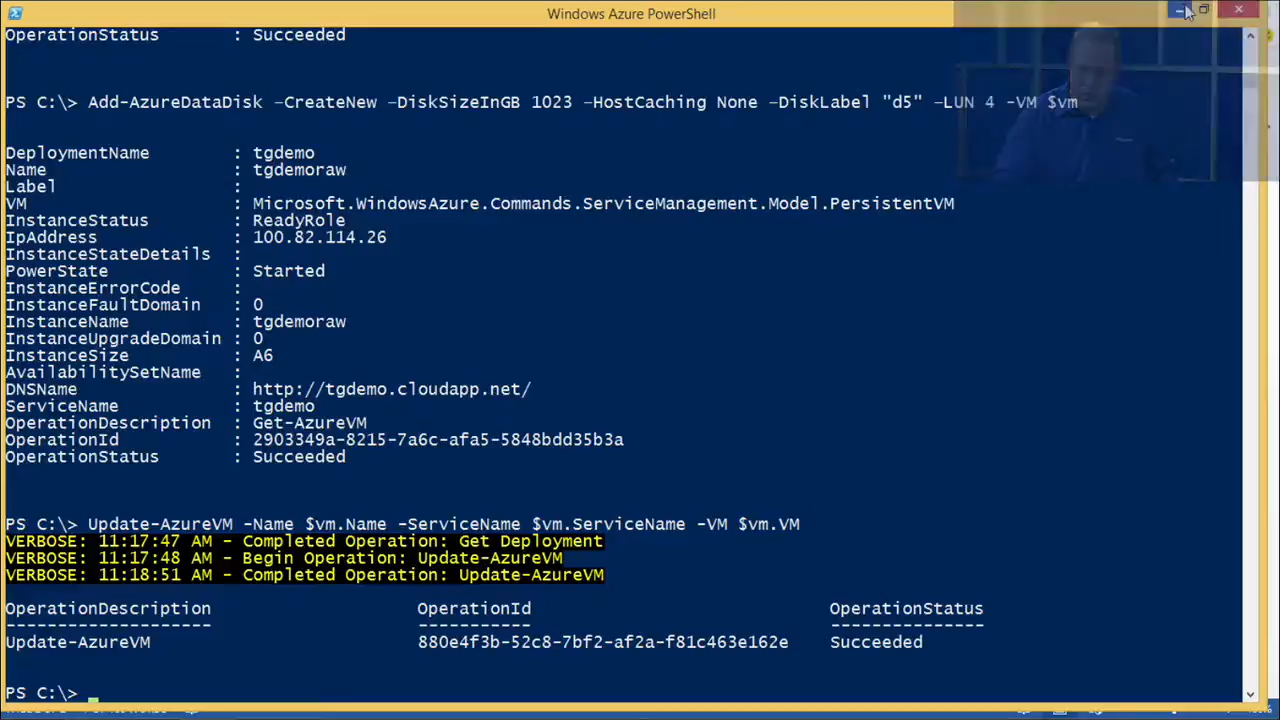 Windows Azure PowerShell
OperationStatus : Succeeded
PS C:\> Add-AzureDataDisk –CreateNew –DiskSizeInGB 1023 –HostCaching None –DiskLabel "d5" –LUN 4 -VM $vm
DeploymentName : tgdemo
Name : tgdemoraw
Label :
VM : Microsoft.WindowsAzure.Commands.ServiceManagement.Model.PersistentVM
InstanceStatus : ReadyRole
IpAddress : 100.82.114.26
InstanceStateDetails :
PowerState : Started
InstanceErrorCode :
InstanceFaultDomain : 0
InstanceName : tgdemoraw
InstanceUpgradeDomain : 0
InstanceSize : A6
AvailabilitySetName :
DNSName : http://tgdemo.cloudapp.net/
ServiceName : tgdemo
OperationDescription : Get-AzureVM
OperationId : 2903349a-8215-7a6c-afa5-5848bdd35b3a
OperationStatus : Succeeded
PS C:\> Update-AzureVM -Name $vm.Name -ServiceName $vm.ServiceName -VM $vm.VM
VERBOSE: 11:17:47 AM - Completed Operation: Get Deployment
VERBOSE: 11:17:48 AM - Begin Operation: Update-AzureVM
VERBOSE: 11:18:51 AM - Completed Operation: Update-AzureVM
OperationDescription OperationId OperationStatus
-------------------- ----------- ---------------
Update-AzureVM 880e4f3b-52c8-7bf2-af2a-f81c463e162e Succeeded
PS C:\>